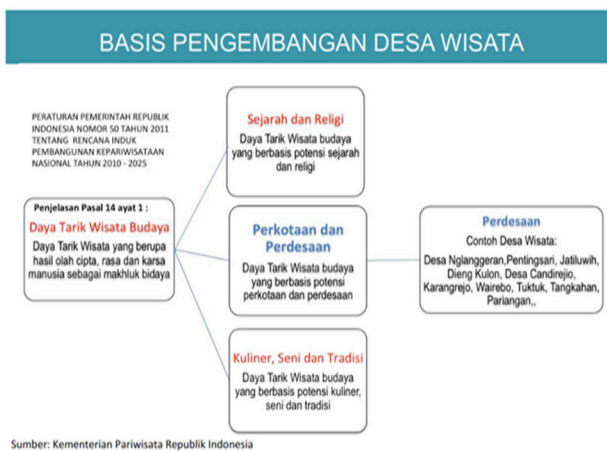 BASIS PENGEMBANGAN DESA WISATA
PERATURAN PEMERINTAH REPUBLIK
INDONESIA NOMOR 50 TAHUN 2011
TENTANG RENCANA INDUK
PEMBANGUNAN KEPARIWISATAAN
NASIONAL TAHUN 2010 - 2025
Penjelasan Pasal 14 ayat 1 :
Daya Tarik Wisata Budaya
Daya Tarik Wisata yang berupa
hasil olah cipta, rasa dan karsa
manusia sebagai makhluk bidaya
Sejarah dan Religi
Daya Tarik Wisata budaya
yang berbasis potensi sejarah
dan religi
Perkotaan dan
Perdesaan
Daya Tarik Wisata budaya
yang berbasis potensi
perkotaan dan perdesaan
Kuliner, Seni dan Tradisi
Daya Tarik Wisata budaya
yang berbasis potensi kuliner,
seni dan tradisi
Perdesaan
Contoh Desa Wisata:
Desa Nglanggeran,Pentingsari, Jatiluwih,
Dieng Kulon, Desa Candirejio,
Karangrejo, Wairebo, Tuktuk, Tangkahan,
Pariangan,,
Sumber: Kementerian Pariwisata Republik Indonesia